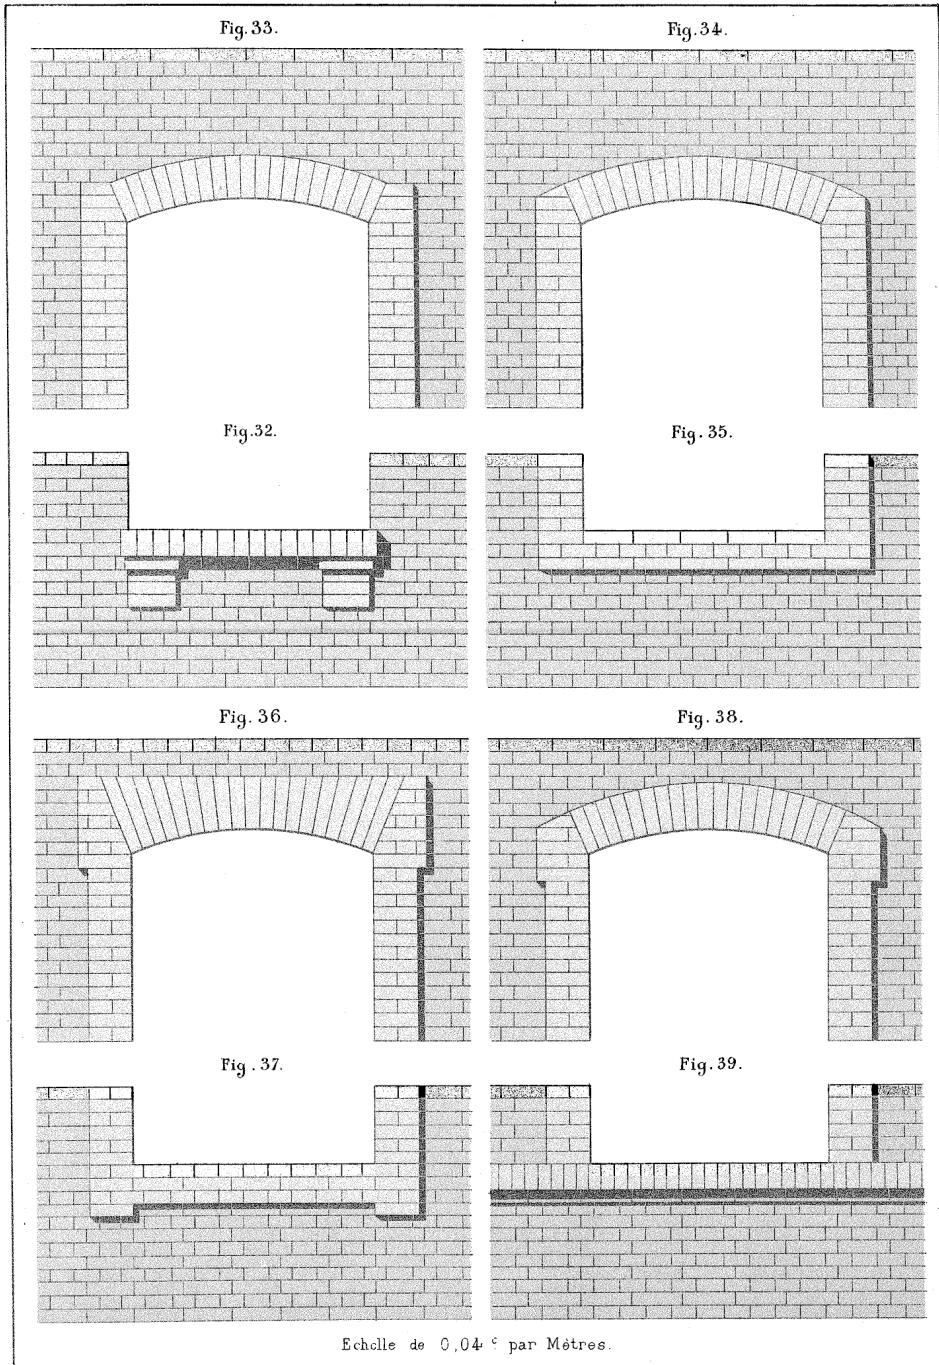 Fig. 33.
Fig. 34.
Fig. 32.
Fig. 35.
Fig. 36.
Fig. 38.
Fig. 37.
Fig. 39.
Echelle de 0,04 c par Mètres.